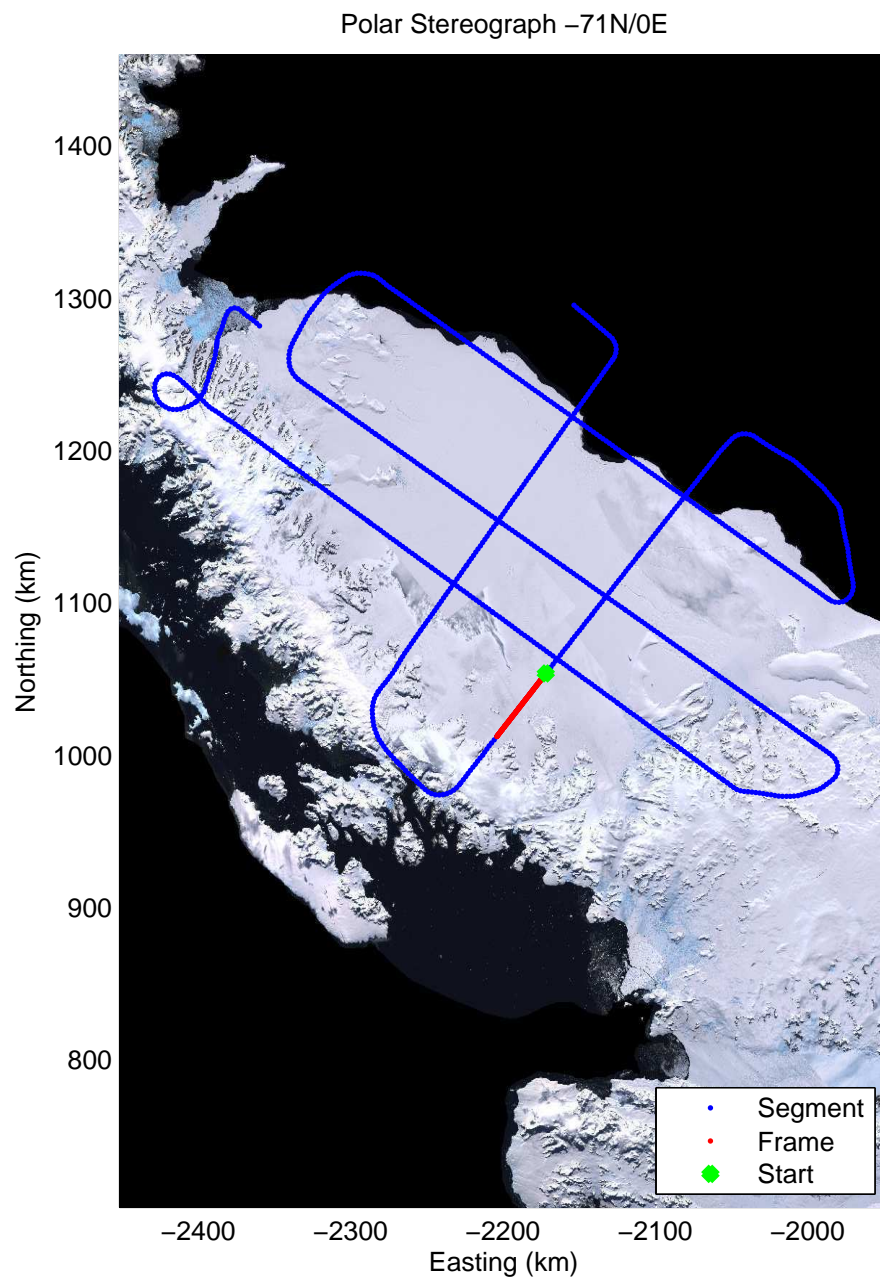 Polar Stereograph −71N/0E
1400
1300
1200
1100
1000
900
800
Northing (km)
−2400
−2300
−2200
−2100
−2000
Easting (km)
Segment
Frame
Start